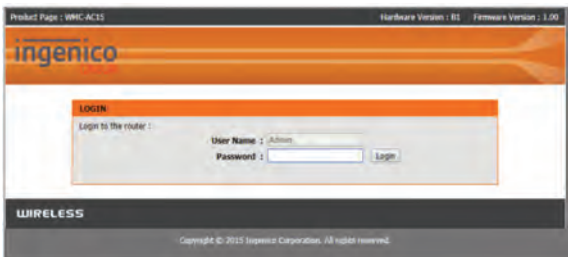 Product Page : WMC-AC15 Hardware Version : B1 Firmware Version : 1.00
ingenico
LOGIN
Login to the router :
User Name : Admin
Password : Login
WIRELESS
Copyright © 2015 Ingenico Corporation. All rights reserved.